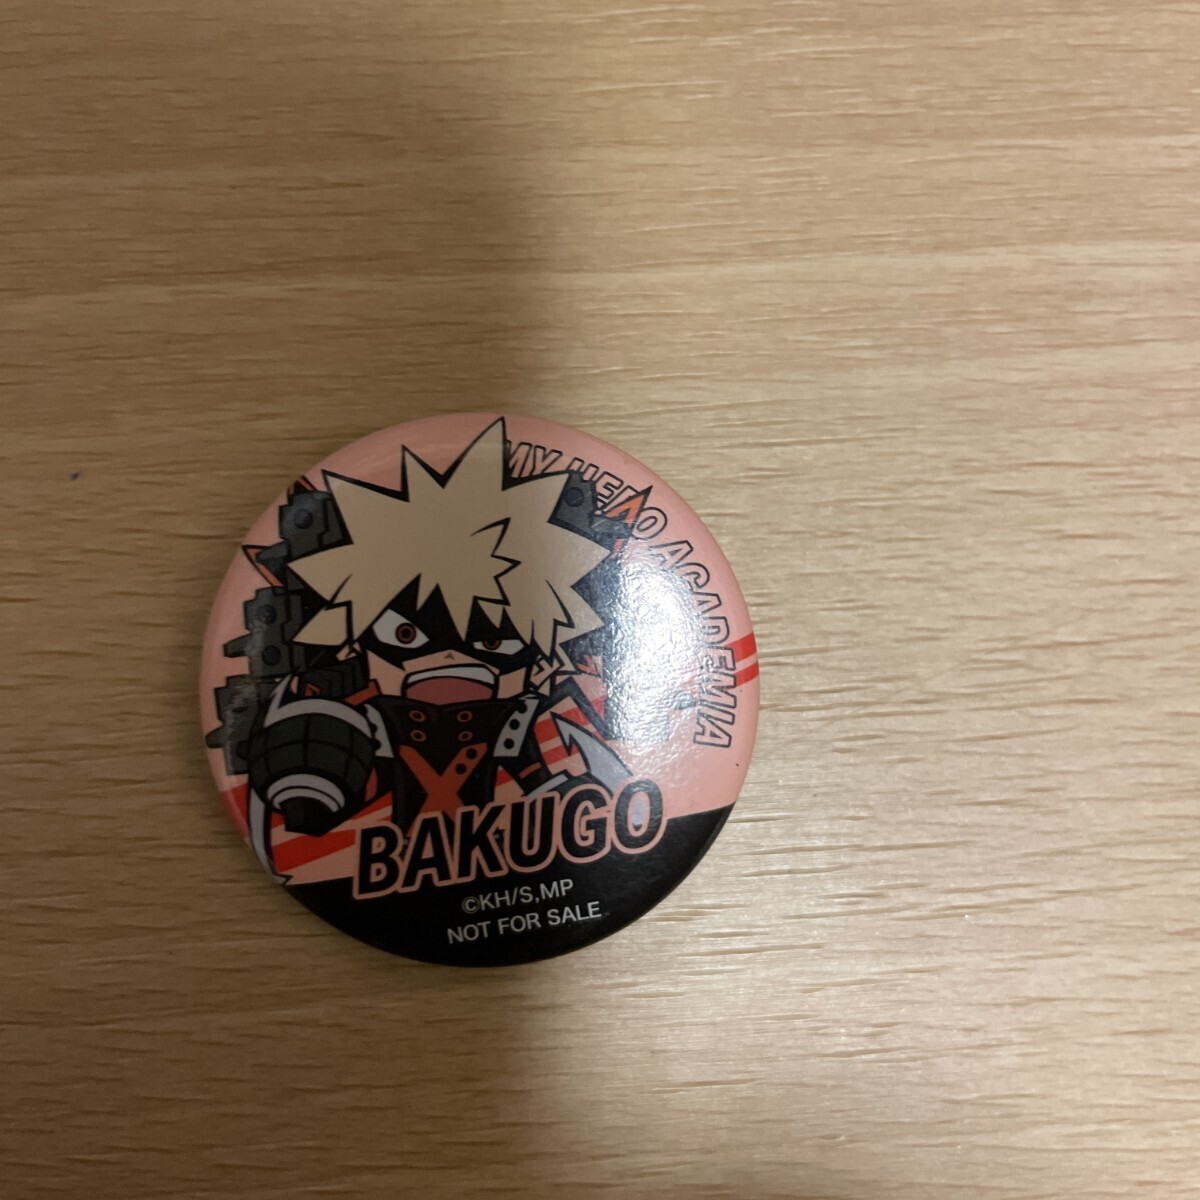 MY HERO ACADEMIA
BAKUGO
©KH/S,MP
NOT FOR SALE